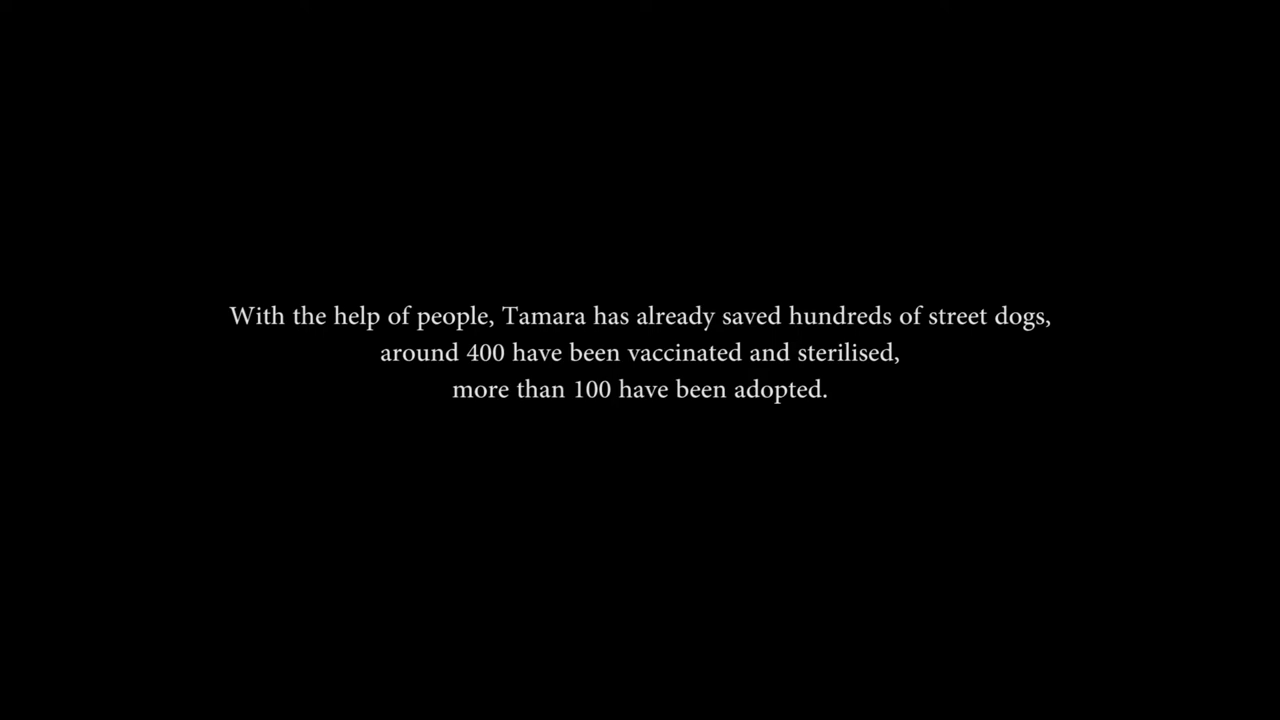 With the help of people, Tamara has already saved hundreds of street dogs,
around 400 have been vaccinated and sterilised,
more than 100 have been adopted.